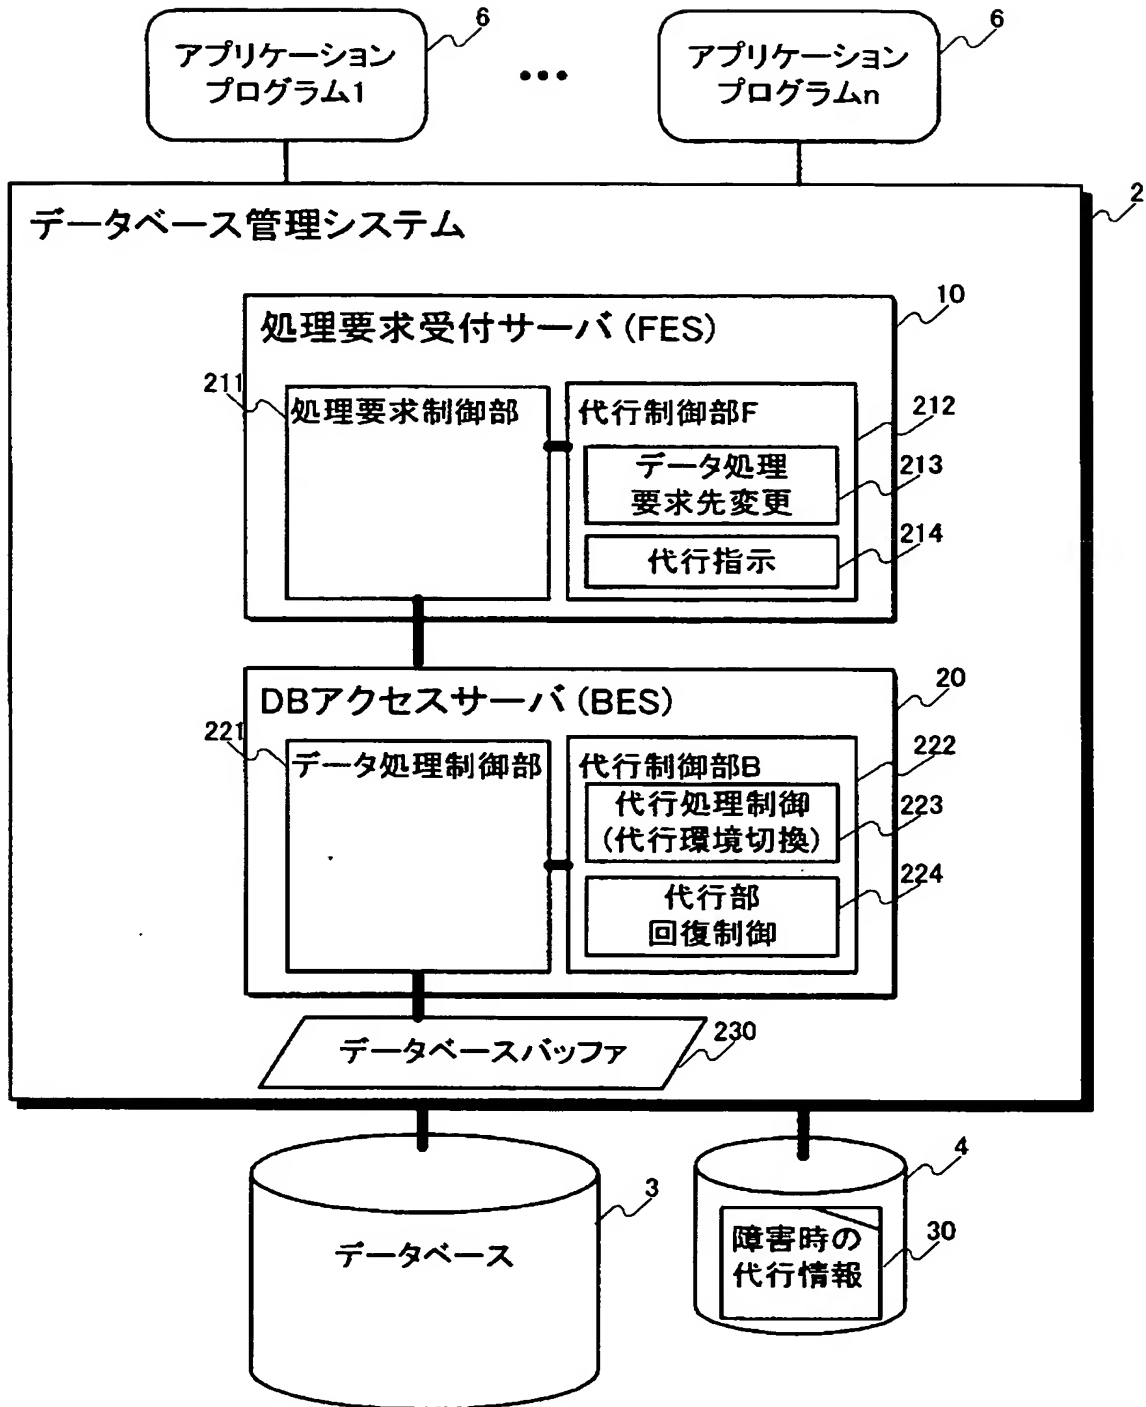 アプリケーション
プログラム1
6
•••
アプリケーション
プログラムn
6
データベース管理システム
2
処理要求受付サーバ(FES)
10
211
処理要求制御部
代行制御部F
212
データ処理
要求先変更
213
代行指示
214
DBアクセスサーバ(BES)
20
221
データ処理制御部
代行制御部B
222
代行処理制御
(代行環境切換)
223
代行部
回復制御
224
データベースバッファ
230
データベース
3
4
障害時の
代行情報
30